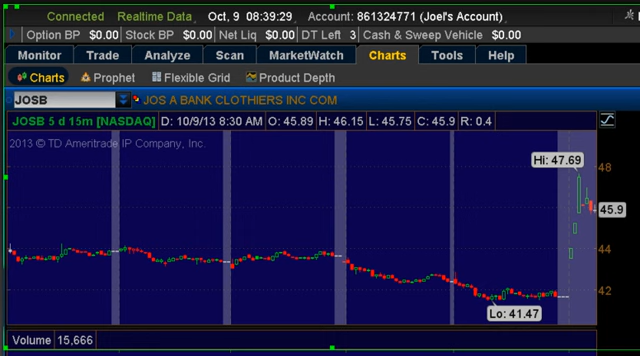 Connected Realtime Data Oct, 9 08:39:29 Account: 861324771 (Joel's Account)
D Option BP $0.00 Stock BP $0.00 Net Liq $0.00 DT Left 3 Cash & Sweep Vehicle $0.00
Monitor Trade Analyze Scan MarketWatch Charts Tools Help
Charts Prophet Flexible Grid Product Depth
JOSB JOS A BANK CLOTHIERS INC COM
JOSB 5 d 15m [NASDAQ] D: 10/9/13 8:30 AM O: 45.89 H: 46.15 L: 45.75 C: 45.9 R: 0.4
2013 © TD Ameritrade IP Company, Inc.
Hi: 47.69
48
45.9
44
42
Lo: 41.47
Volume 15,666